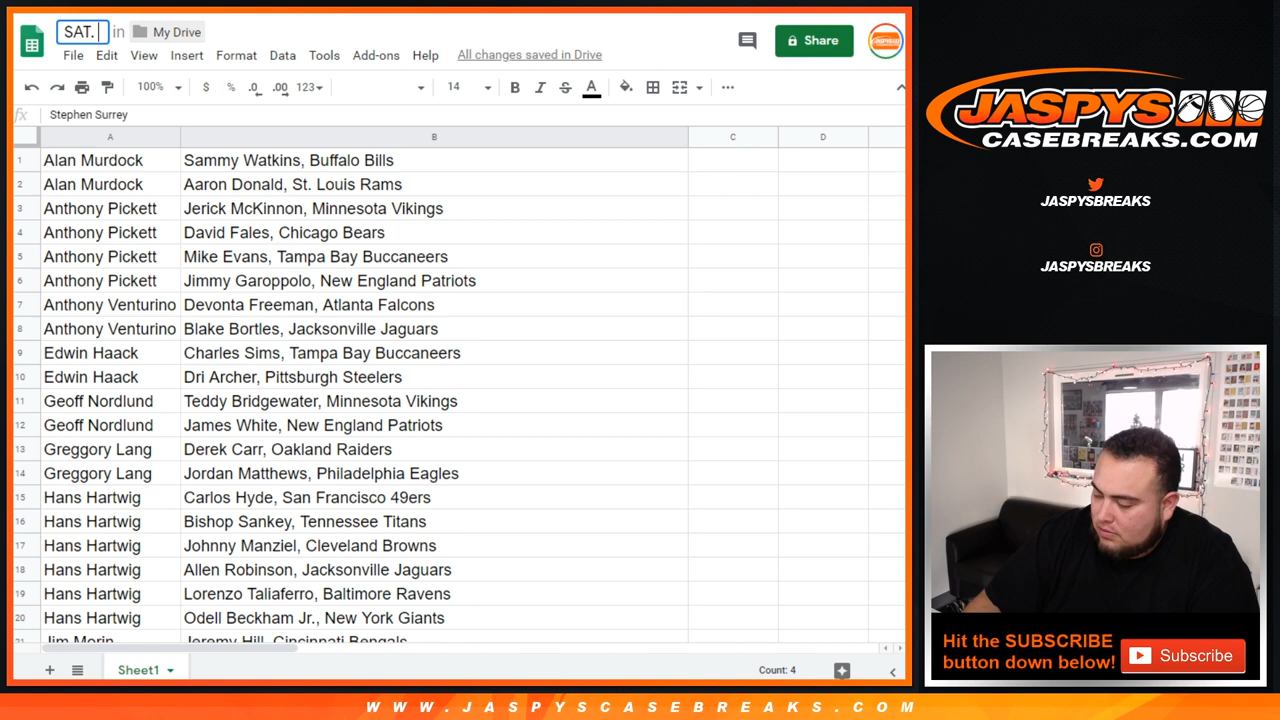 SAT. in My Drive
File Edit View Insert Format Data Tools Add-ons Help All changes saved in Drive
Share
100% $ % .0 .00 123 14 B I S A
fx Stephen Surrey
A B C D
1 Alan Murdock Sammy Watkins, Buffalo Bills
2 Alan Murdock Aaron Donald, St. Louis Rams
3 Anthony Pickett Jerick McKinnon, Minnesota Vikings
4 Anthony Pickett David Fales, Chicago Bears
5 Anthony Pickett Mike Evans, Tampa Bay Buccaneers
6 Anthony Pickett Jimmy Garoppolo, New England Patriots
7 Anthony Venturino Devonta Freeman, Atlanta Falcons
8 Anthony Venturino Blake Bortles, Jacksonville Jaguars
9 Edwin Haack Charles Sims, Tampa Bay Buccaneers
10 Edwin Haack Dri Archer, Pittsburgh Steelers
11 Geoff Nordlund Teddy Bridgewater, Minnesota Vikings
12 Geoff Nordlund James White, New England Patriots
13 Greggory Lang Derek Carr, Oakland Raiders
14 Greggory Lang Jordan Matthews, Philadelphia Eagles
15 Hans Hartwig Carlos Hyde, San Francisco 49ers
16 Hans Hartwig Bishop Sankey, Tennessee Titans
17 Hans Hartwig Johnny Manziel, Cleveland Browns
18 Hans Hartwig Allen Robinson, Jacksonville Jaguars
19 Hans Hartwig Lorenzo Taliaferro, Baltimore Ravens
20 Hans Hartwig Odell Beckham Jr., New York Giants
21 Jim Morin Jeremy Hill, Cincinnati Bengals
Sheet1 Count: 4
JASPYS
CASEBREAKS.COM
JASPYSBREAKS
JASPYSBREAKS
Hit the SUBSCRIBE
button down below!
Subscribe
WWW.JASPYSCASEBREAKS.COM